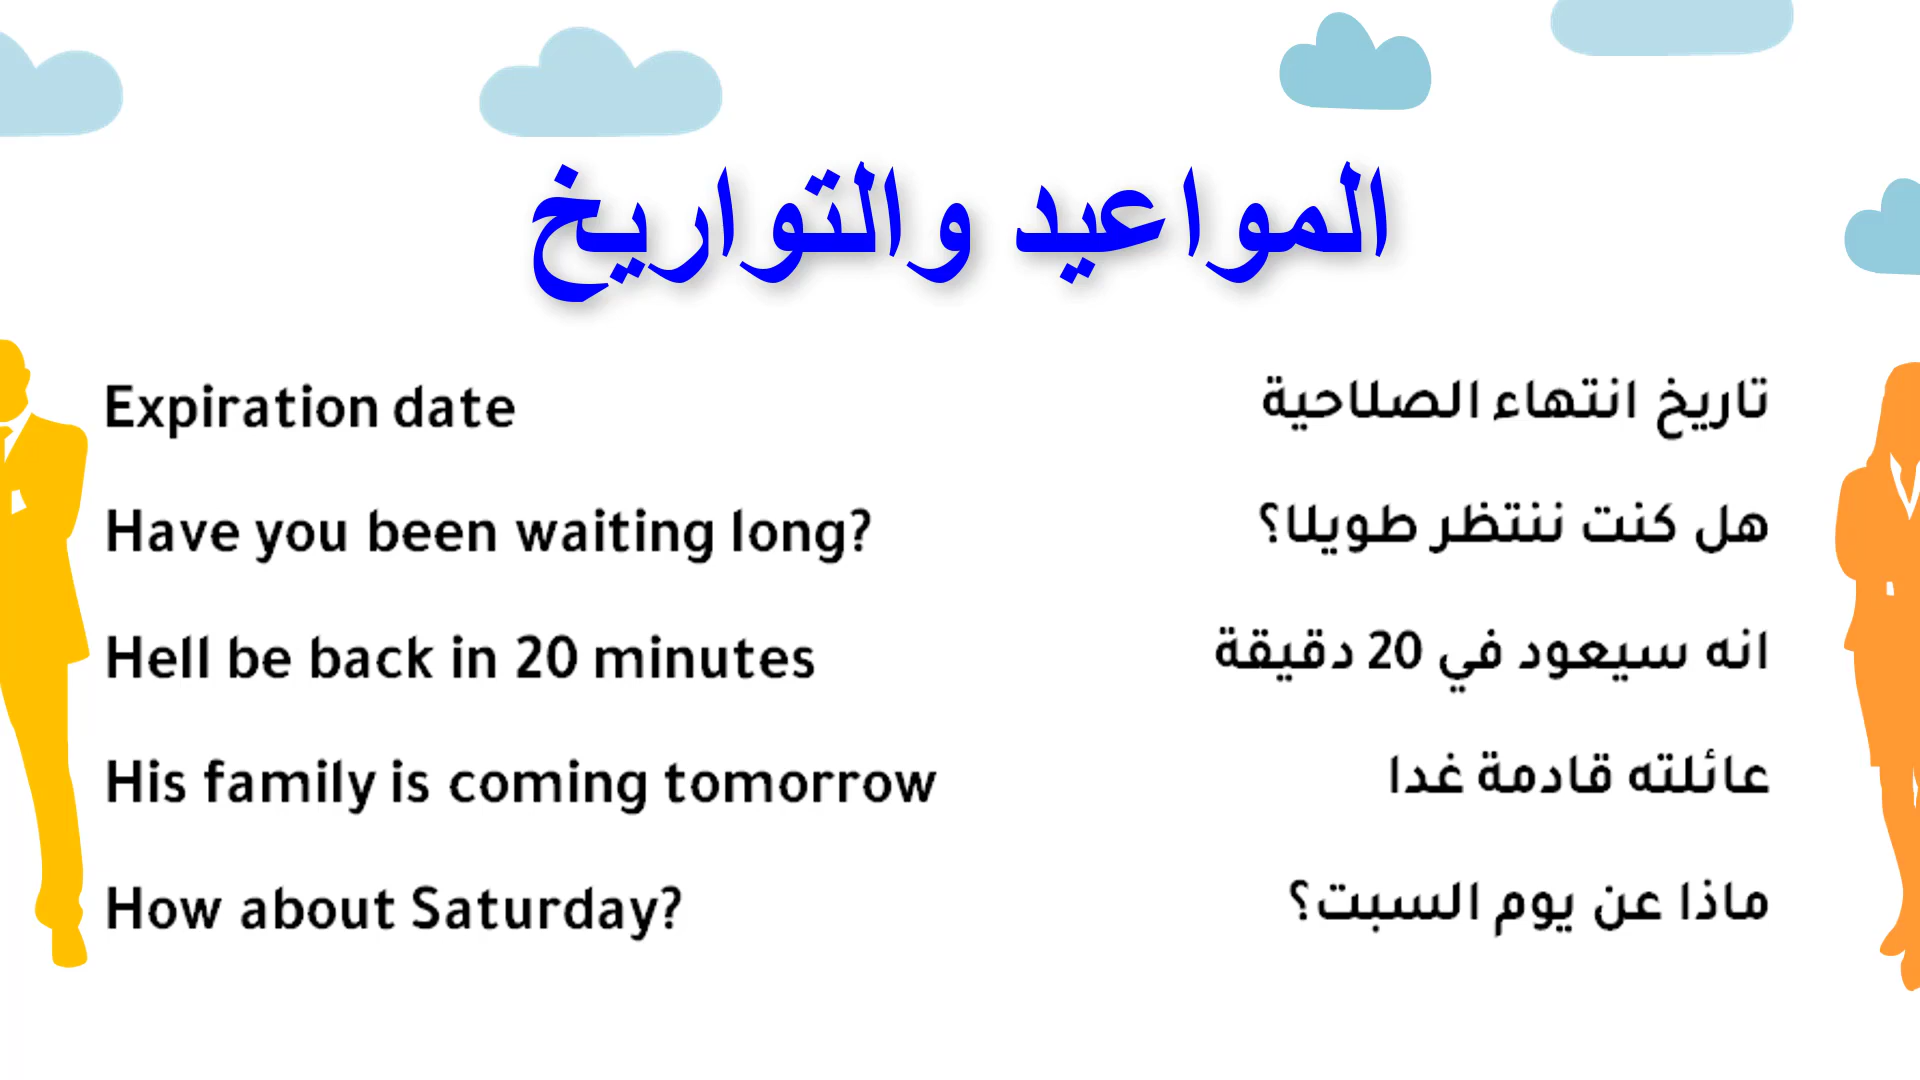 المواعيد والتواريخ
Expiration date تاريخ انتهاء الصلاحية
Have you been waiting long? هل كنت ننتظر طويلا؟
Hell be back in 20 minutes انه سيعود في 20 دقيقة
His family is coming tomorrow عائلته قادمة غدا
How about Saturday? ماذا عن يوم السبت؟